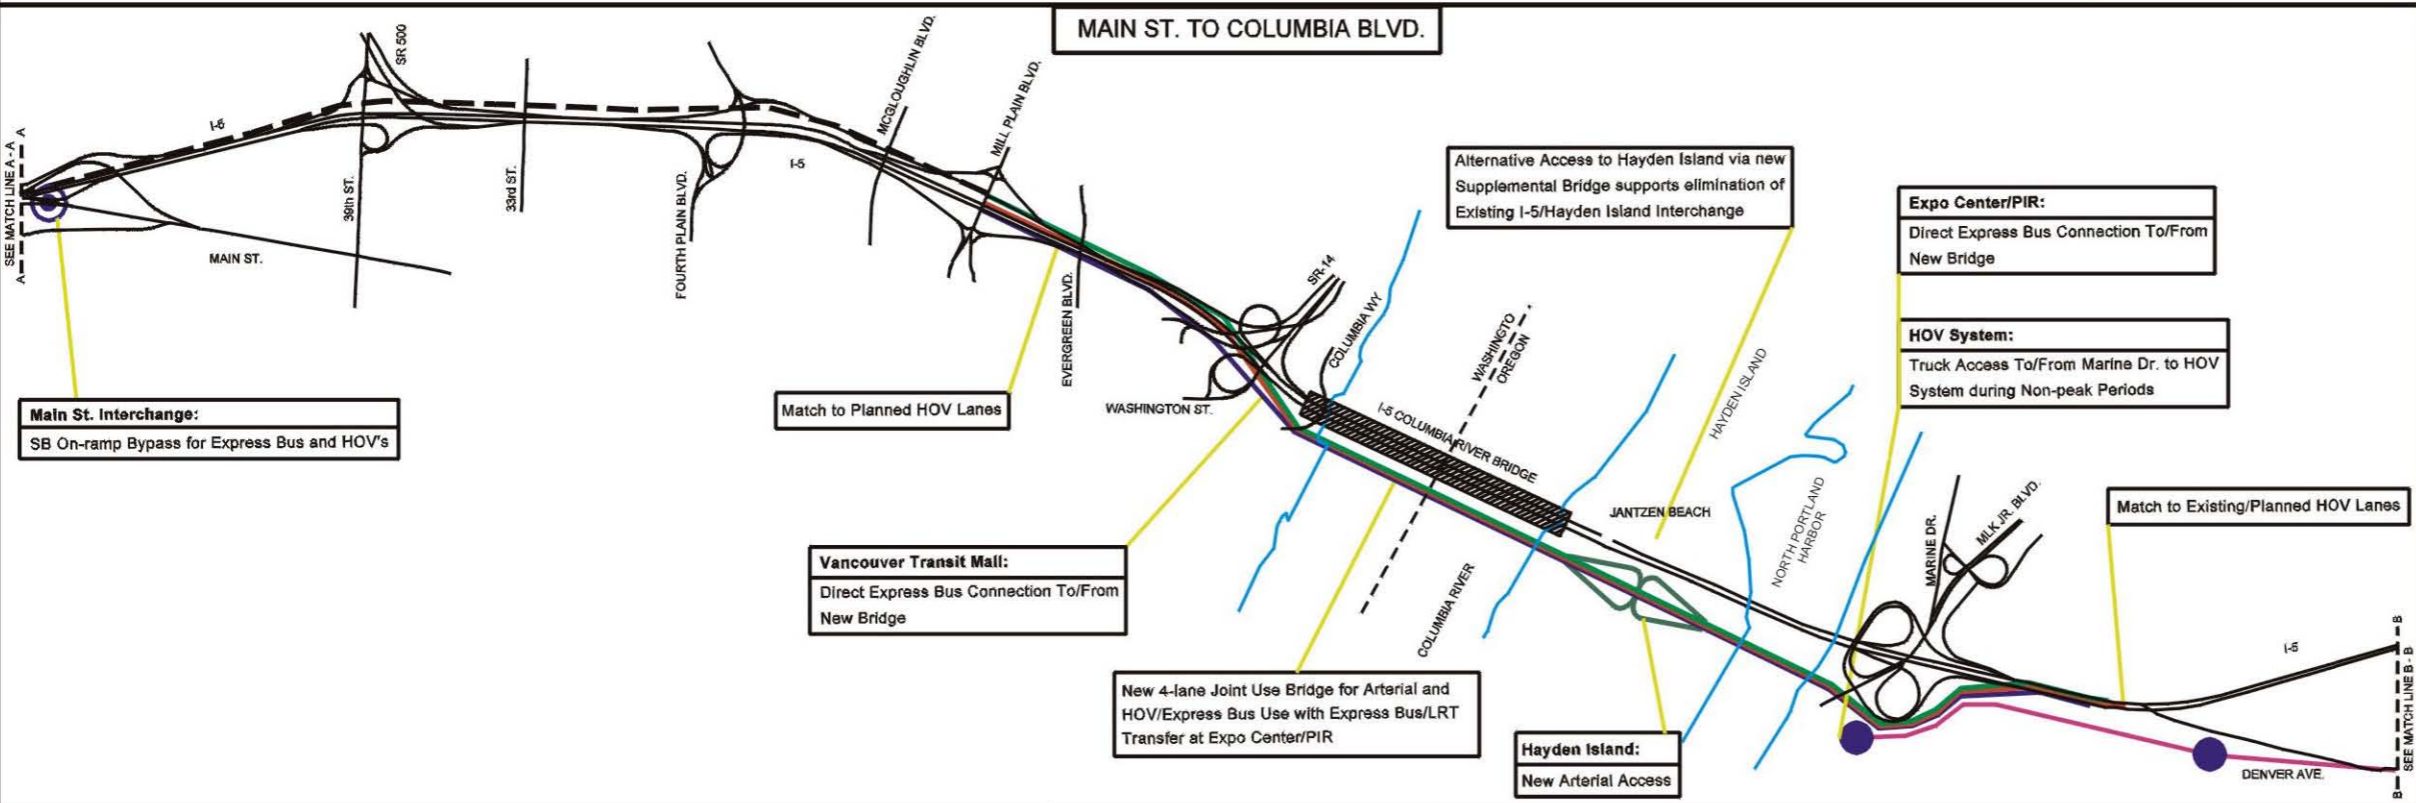 MAIN ST. TO COLUMBIA BLVD.
SR 500
MCGLOUGHLIN BLVD.
MILL PLAIN BLVD.
I-5
I-5
SEE MATCH LINE A - A
A
A
39th ST.
33rd ST.
FOURTH PLAIN BLVD.
MAIN ST.
EVERGREEN BLVD.
SR-14
COLUMBIA WY
WASHINGTO
OREGON
HAYDEN ISLAND
Alternative Access to Hayden Island via new
Supplemental Bridge supports elimination of
Existing I-5/Hayden Island Interchange
Expo Center/PIR:
Direct Express Bus Connection To/From
New Bridge
HOV System:
Truck Access To/From Marine Dr. to HOV
System during Non-peak Periods
Main St. Interchange:
SB On-ramp Bypass for Express Bus and HOV's
Match to Planned HOV Lanes
WASHINGTON ST.
I-5 COLUMBIA RIVER BRIDGE
JANTZEN BEACH
NORTH PORTLAND
HARBOR
MARINE DR.
MLK JR. BLVD.
Match to Existing/Planned HOV Lanes
Vancouver Transit Mall:
Direct Express Bus Connection To/From
New Bridge
COLUMBIA RIVER
New 4-lane Joint Use Bridge for Arterial and
HOV/Express Bus Use with Express Bus/LRT
Transfer at Expo Center/PIR
Hayden Island:
New Arterial Access
I-5
DENVER AVE.
SEE MATCH LINE B - B
B
B